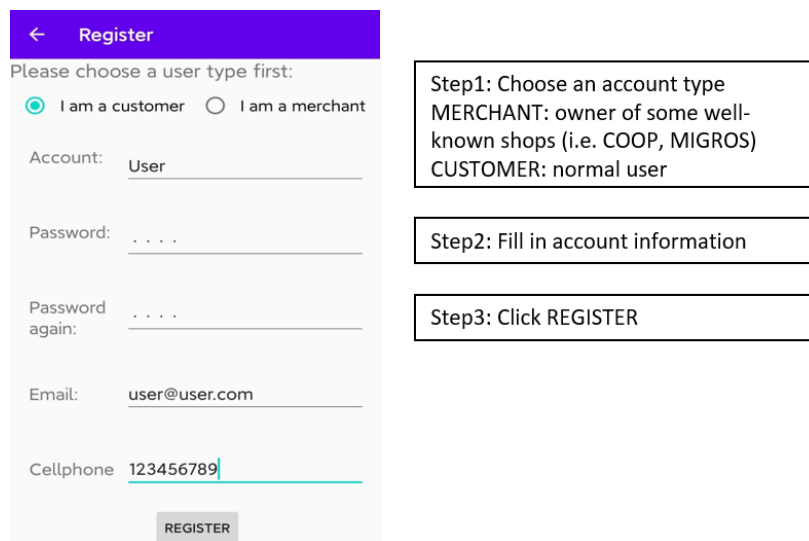 Register
Please choose a user type first:
I am a customer I am a merchant
Account: User
Password: ....
Password
again: ....
Email: user@user.com
Cellphone 123456789
REGISTER
Step1: Choose an account type
MERCHANT: owner of some well-
known shops (i.e. COOP, MIGROS)
CUSTOMER: normal user
Step2: Fill in account information
Step3: Click REGISTER